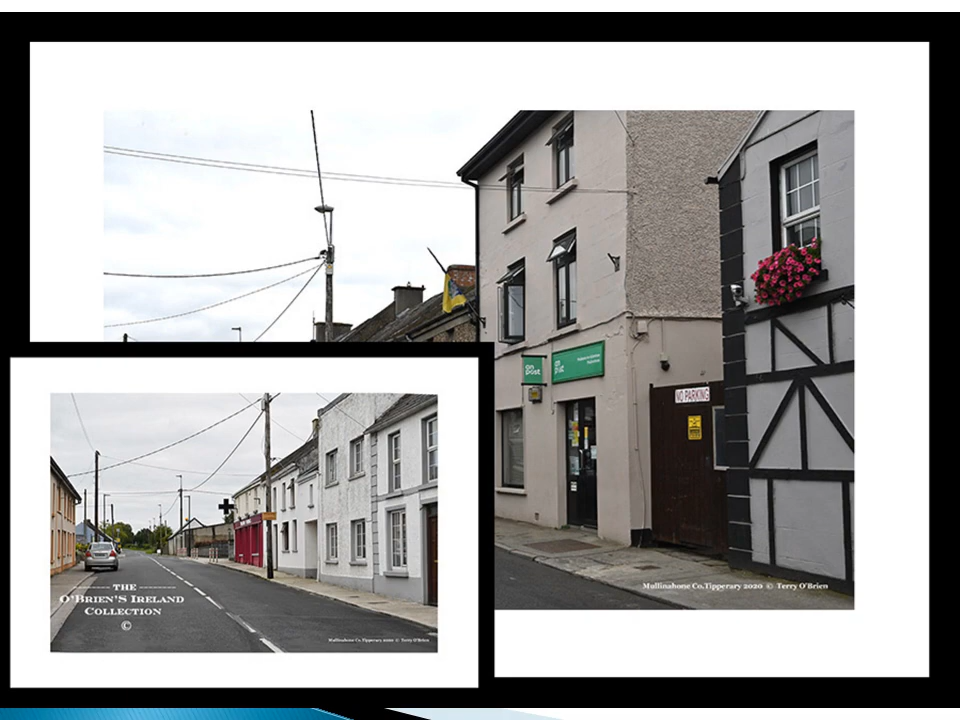 an
post
an
post
NO PARKING
Mullinahone Co.Tipperary 2020 © Terry O'Brien
THE
O'BRIEN'S IRELAND
COLLECTION
©
Mullinahone Co.Tipperary 2020 © Terry O'Brien